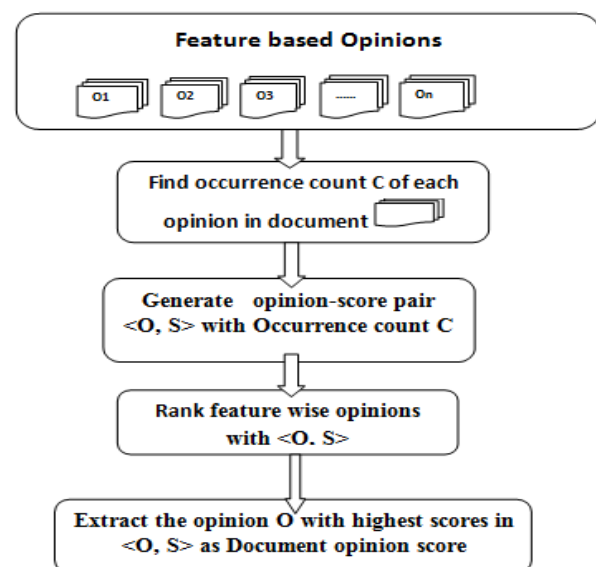 Feature based Opinions
O1 O2 O3 ...... On
Find occurrence count C of each
opinion in document
Generate opinion-score pair
<O, S> with Occurrence count C
Rank feature wise opinions
with <O. S>
Extract the opinion O with highest scores in
<O, S> as Document opinion score